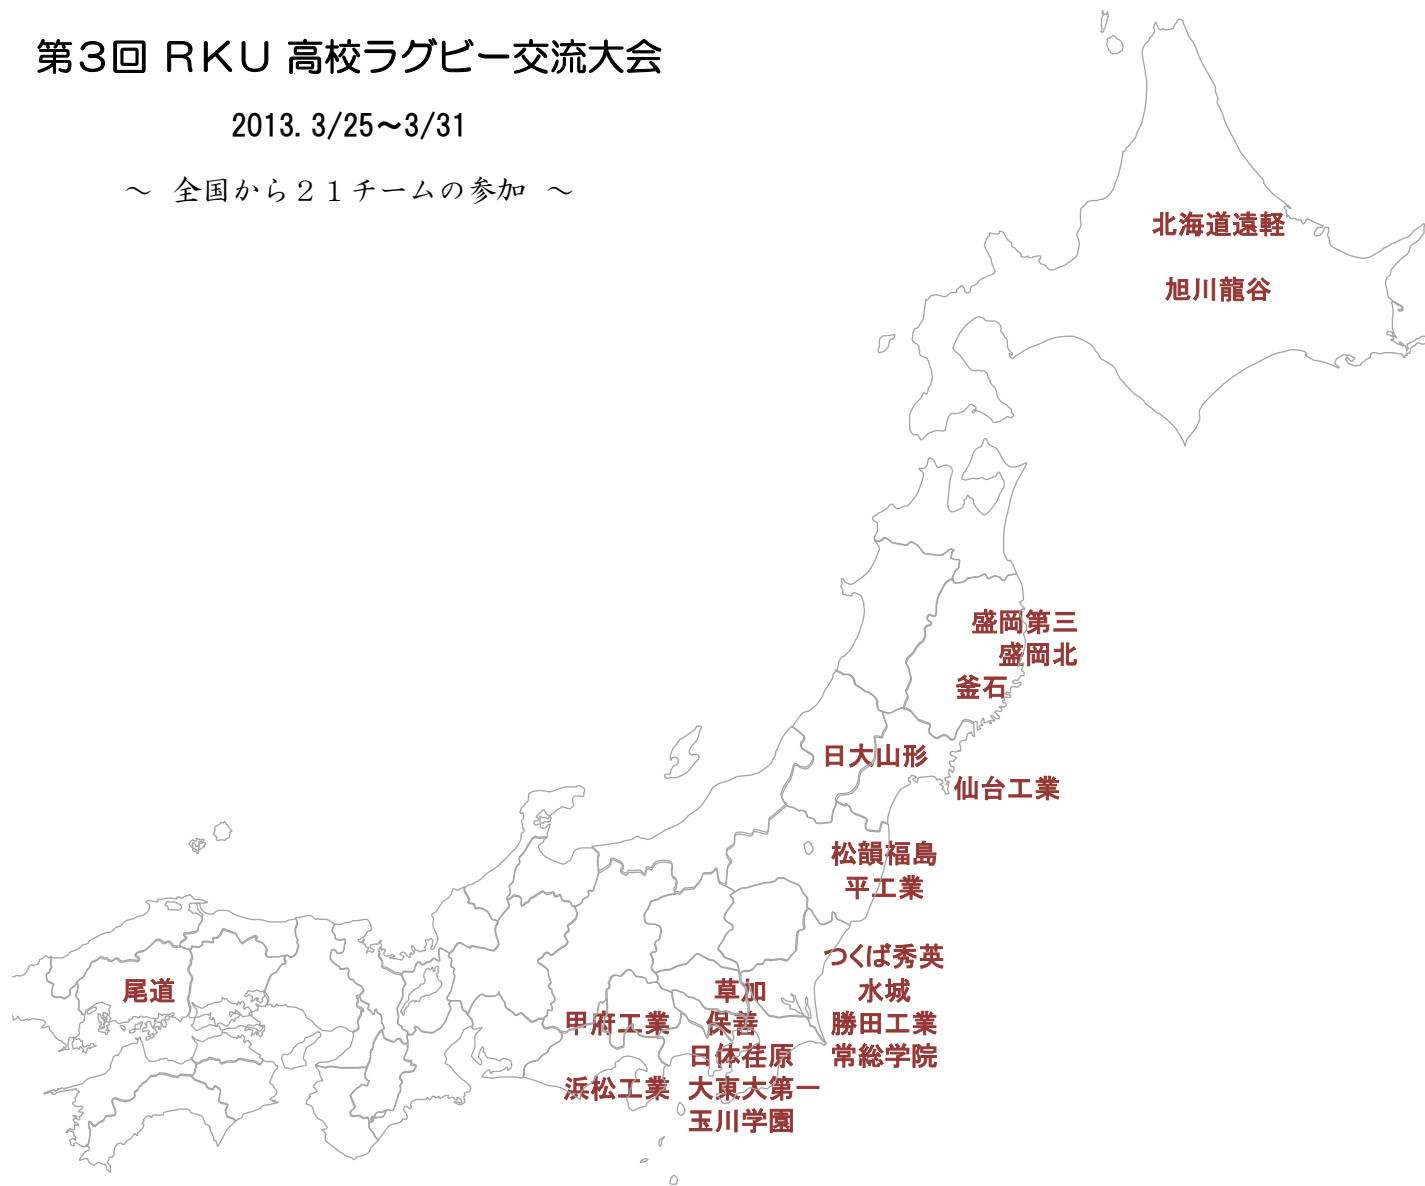 第３回 ＲＫＵ 高校ラグビー交流大会
2013. 3/25～3/31
～ 全国から２１チームの参加 ～
北海道遠軽
旭川龍谷
盛岡第三
盛岡北
釜石
日大山形
仙台工業
松韻福島
平工業
つくば秀英
尾道
草加
水城
甲府工業
保善
勝田工業
日体荏原
常総学院
浜松工業
大東大第一
玉川学園